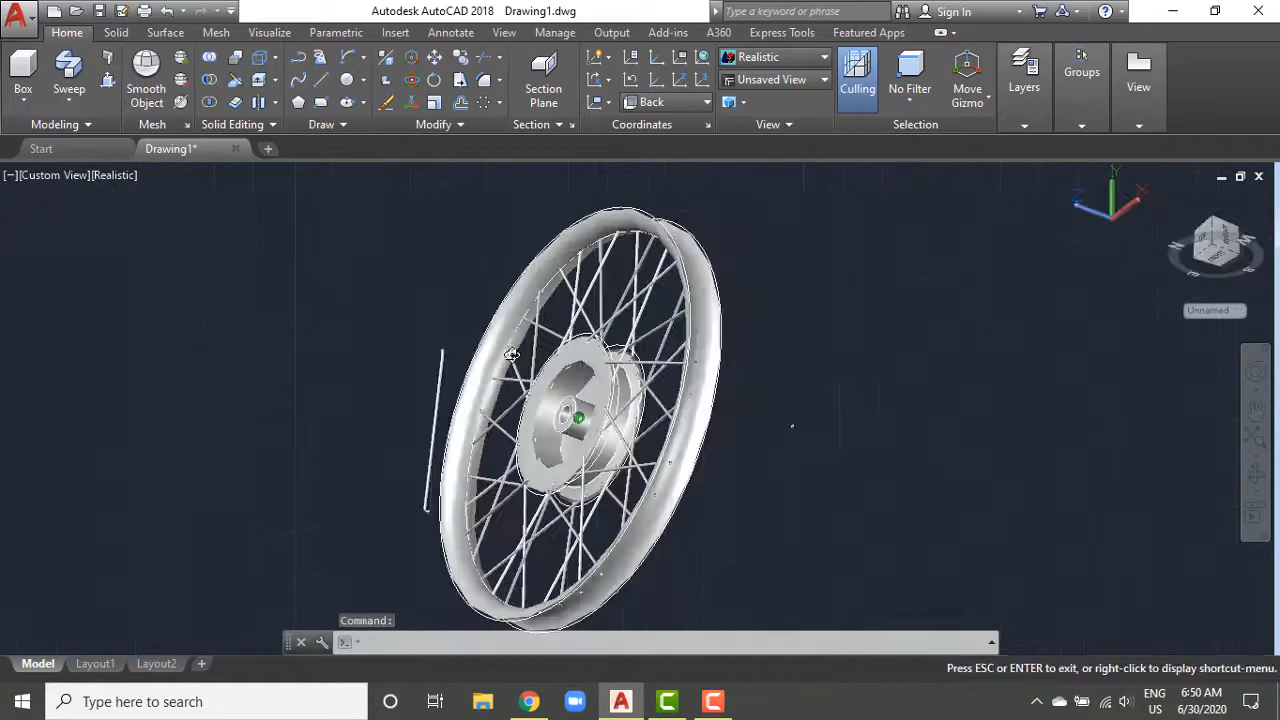 Autodesk AutoCAD 2018 Drawing1.dwg
Type a keyword or phrase
Sign In
Home Solid Surface Mesh Visualize Parametric Insert Annotate View Manage Output Add-ins A360 Express Tools Featured Apps
Box
Sweep
Smooth
Object
Section
Plane
Realistic
Unsaved View
Back
Culling
No Filter
Move
Gizmo
Layers
Groups
View
Modeling
Mesh
Solid Editing
Draw
Modify
Section
Coordinates
View
Selection
Start
Drawing1*
[−][Custom View][Realistic]
Y
Z
X
Unnamed
Command:
Model Layout1 Layout2
Press ESC or ENTER to exit, or right-click to display shortcut-menu.
Type here to search
ENG
US
6:50 AM
6/30/2020